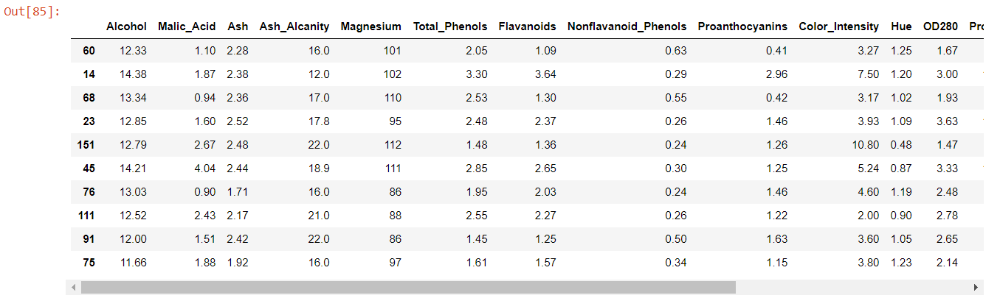 Out[85]:
Alcohol Malic_Acid Ash Ash_Alcanity Magnesium Total_Phenols Flavanoids Nonflavanoid_Phenols Proanthocyanins Color_Intensity Hue OD280 Pro
60 12.33 1.10 2.28 16.0 101 2.05 1.09 0.63 0.41 3.27 1.25 1.67
14 14.38 1.87 2.38 12.0 102 3.30 3.64 0.29 2.96 7.50 1.20 3.00
68 13.34 0.94 2.36 17.0 110 2.53 1.30 0.55 0.42 3.17 1.02 1.93
23 12.85 1.60 2.52 17.8 95 2.48 2.37 0.26 1.46 3.93 1.09 3.63
151 12.79 2.67 2.48 22.0 112 1.48 1.36 0.24 1.26 10.80 0.48 1.47
45 14.21 4.04 2.44 18.9 111 2.85 2.65 0.30 1.25 5.24 0.87 3.33
76 13.03 0.90 1.71 16.0 86 1.95 2.03 0.24 1.46 4.60 1.19 2.48
111 12.52 2.43 2.17 21.0 88 2.55 2.27 0.26 1.22 2.00 0.90 2.78
91 12.00 1.51 2.42 22.0 86 1.45 1.25 0.50 1.63 3.60 1.05 2.65
75 11.66 1.88 1.92 16.0 97 1.61 1.57 0.34 1.15 3.80 1.23 2.14